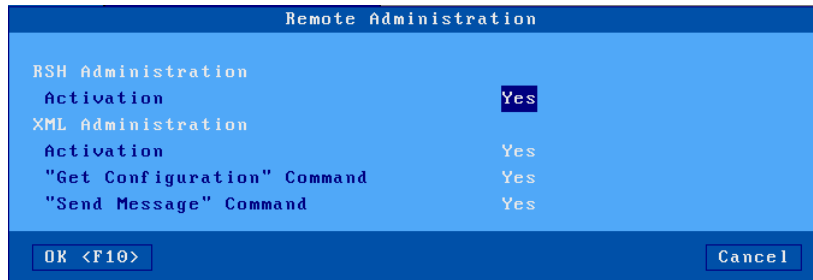 Remote Administration
RSH Administration
Activation Yes
XML Administration
Activation Yes
"Get Configuration" Command Yes
"Send Message" Command Yes
OK <F10> Cancel